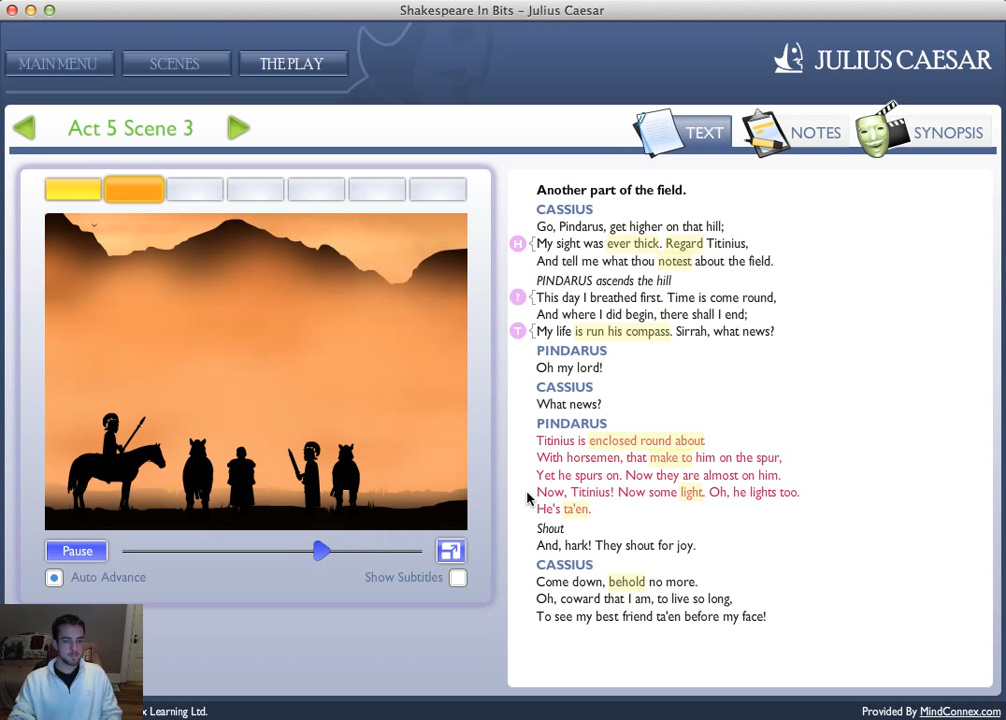 Shakespeare In Bits – Julius Caesar
MAIN MENU
SCENES
THE PLAY
JULIUS CAESAR
Act 5 Scene 3
TEXT
NOTES
SYNOPSIS
Another part of the field.
CASSIUS
Go, Pindarus, get higher on that hill;
H
My sight was ever thick. Regard Titinius,
And tell me what thou notest about the field.
PINDARUS ascends the hill
!
This day I breathed first. Time is come round,
And where I did begin, there shall I end;
T
My life is run his compass. Sirrah, what news?
PINDARUS
Oh my lord!
CASSIUS
What news?
PINDARUS
Titinius is enclosed round about
With horsemen, that make to him on the spur,
Yet he spurs on. Now they are almost on him.
Now, Titinius! Now some light. Oh, he lights too.
He's ta'en.
Shout
And, hark! They shout for joy.
CASSIUS
Come down, behold no more.
Oh, coward that I am, to live so long,
To see my best friend ta'en before my face!
Pause
Auto Advance
Show Subtitles
Learning Ltd.
Provided By MindConnex.com